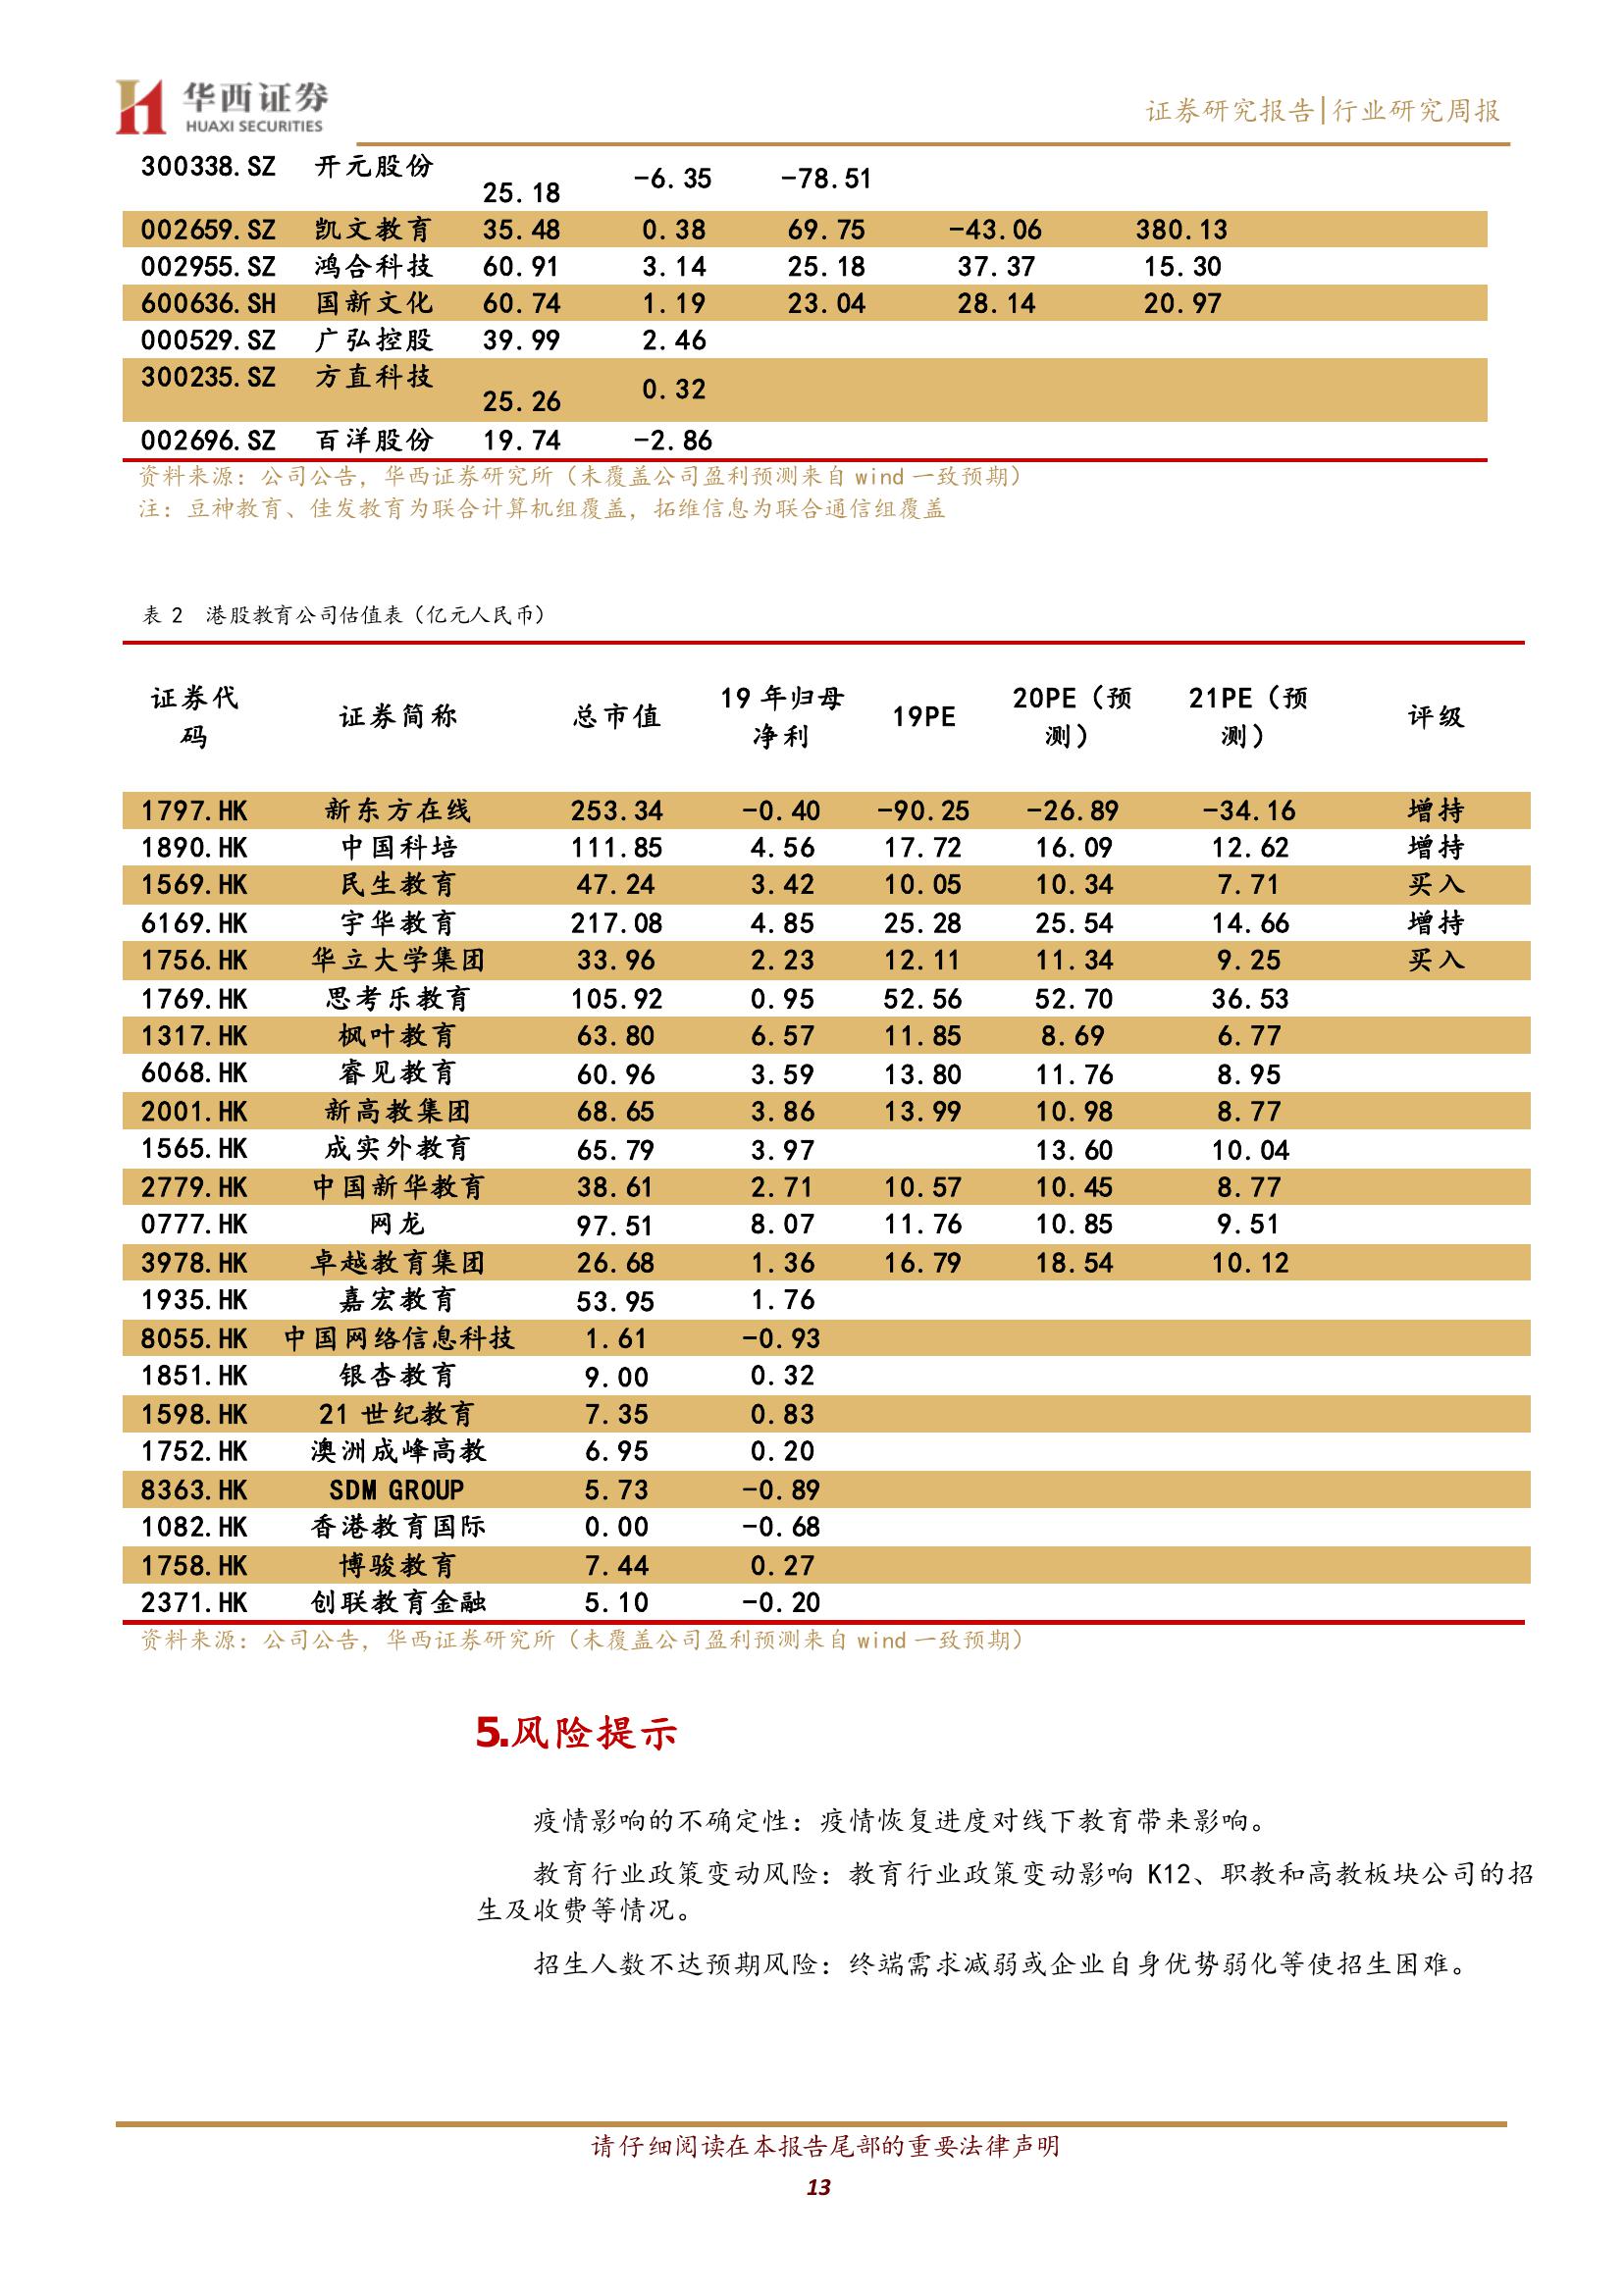 华西证券
HUAXI SECURITIES
证券研究报告|行业研究周报
300338.SZ 开元股份 25.18 -6.35 -78.51
002659.SZ 凯文教育 35.48 0.38 69.75 -43.06 380.13
002955.SZ 鸿合科技 60.91 3.14 25.18 37.37 15.30
600636.SH 国新文化 60.74 1.19 23.04 28.14 20.97
000529.SZ 广弘控股 39.99 2.46
300235.SZ 方直科技 25.26 0.32
002696.SZ 百洋股份 19.74 -2.86
资料来源：公司公告，华西证券研究所（未覆盖公司盈利预测来自 wind 一致预期）
注：豆神教育、佳发教育为联合计算机组覆盖，拓维信息为联合通信组覆盖
表 2 港股教育公司估值表（亿元人民币）
证券代码 证券简称 总市值 19 年归母净利 19PE 20PE（预测） 21PE（预测） 评级
1797.HK 新东方在线 253.34 -0.40 -90.25 -26.89 -34.16 增持
1890.HK 中国科培 111.85 4.56 17.72 16.09 12.62 增持
1569.HK 民生教育 47.24 3.42 10.05 10.34 7.71 买入
6169.HK 宇华教育 217.08 4.85 25.28 25.54 14.66 增持
1756.HK 华立大学集团 33.96 2.23 12.11 11.34 9.25 买入
1769.HK 思考乐教育 105.92 0.95 52.56 52.70 36.53
1317.HK 枫叶教育 63.80 6.57 11.85 8.69 6.77
6068.HK 睿见教育 60.96 3.59 13.80 11.76 8.95
2001.HK 新高教集团 68.65 3.86 13.99 10.98 8.77
1565.HK 成实外教育 65.79 3.97 13.60 10.04
2779.HK 中国新华教育 38.61 2.71 10.57 10.45 8.77
0777.HK 网龙 97.51 8.07 11.76 10.85 9.51
3978.HK 卓越教育集团 26.68 1.36 16.79 18.54 10.12
1935.HK 嘉宏教育 53.95 1.76
8055.HK 中国网络信息科技 1.61 -0.93
1851.HK 银杏教育 9.00 0.32
1598.HK 21 世纪教育 7.35 0.83
1752.HK 澳洲成峰高教 6.95 0.20
8363.HK SDM GROUP 5.73 -0.89
1082.HK 香港教育国际 0.00 -0.68
1758.HK 博骏教育 7.44 0.27
2371.HK 创联教育金融 5.10 -0.20
资料来源：公司公告，华西证券研究所（未覆盖公司盈利预测来自 wind 一致预期）
5.风险提示
疫情影响的不确定性：疫情恢复进度对线下教育带来影响。
教育行业政策变动风险：教育行业政策变动影响 K12、职教和高教板块公司的招
生及收费等情况。
招生人数不达预期风险：终端需求减弱或企业自身优势弱化等使招生困难。
请仔细阅读在本报告尾部的重要法律声明
13